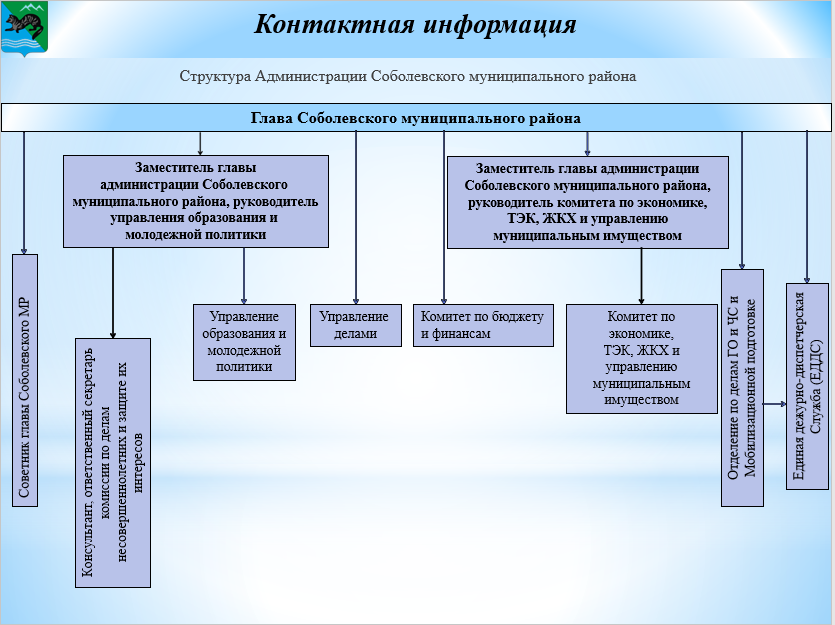 Контактная информация
Структура Администрации Соболевского муниципального района
Глава Соболевского муниципального района
Заместитель главы
администрации Соболевского
муниципального района, руководитель
управления образования и
молодежной политики
Заместитель главы администрации
Соболевского муниципального района,
руководитель комитета по экономике,
ТЭК, ЖКХ и управлению
муниципальным имуществом
Советник главы Соболевского МР
Консультант, ответственный секретарь
комиссии по делам
несовершеннолетних и защите их
интересов
Управление
образования и
молодежной
политики
Управление
делами
Комитет по бюджету
и финансам
Комитет по
экономике,
ТЭК, ЖКХ и
управлению
муниципальным
имуществом
Отделение по делам ГО и ЧС и
Мобилизационной подготовке
Единая дежурно-диспетчерская
Служба (ЕДДС)